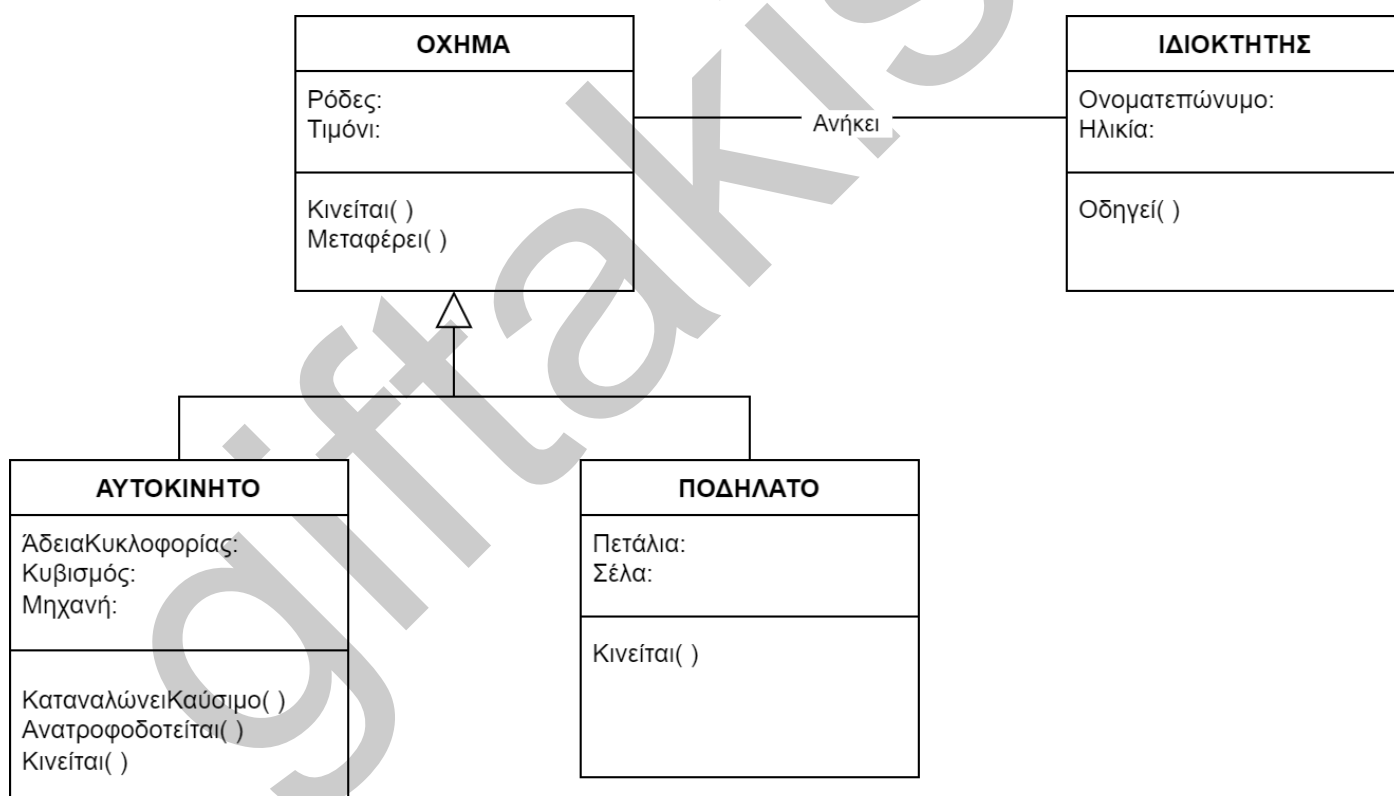 ΟΧΗΜΑ
Ρόδες:
Τιμόνι:
Κινείται( )
Μεταφέρει( )
Ανήκει
ΙΔΙΟΚΤΗΤΗΣ
Ονοματεπώνυμο:
Ηλικία:
Οδηγεί( )
ΑΥΤΟΚΙΝΗΤΟ
ΆδειαΚυκλοφορίας:
Κυβισμός:
Μηχανή:
ΚαταναλώνειΚαύσιμο( )
Ανατροφοδοτείται( )
Κινείται( )
ΠΟΔΗΛΑΤΟ
Πετάλια:
Σέλα:
Κινείται( )
giftakis